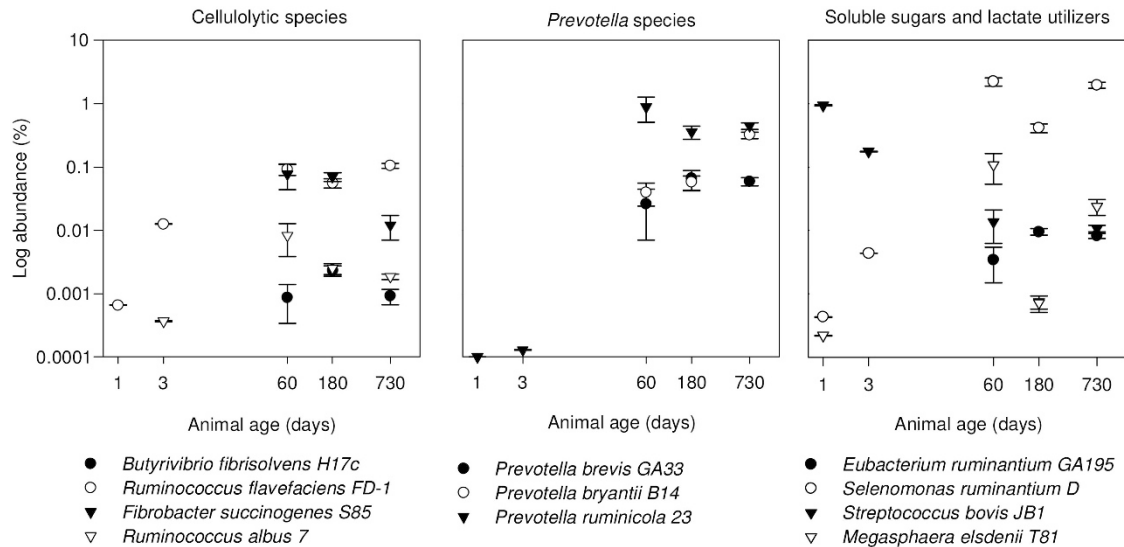 Cellulolytic species
Prevotella species
Soluble sugars and lactate utilizers
Log abundance (%)
10
1
0.1
0.01
0.001
0.0001
1 3 60 180 730
1 3 60 180 730
1 3 60 180 730
Animal age (days)
Animal age (days)
Animal age (days)
Butyrivibrio fibrisolvens H17c
Ruminococcus flavefaciens FD-1
Fibrobacter succinogenes S85
Ruminococcus albus 7
Prevotella brevis GA33
Prevotella bryantii B14
Prevotella ruminicola 23
Eubacterium ruminantium GA195
Selenomonas ruminantium D
Streptococcus bovis JB1
Megasphaera elsdenii T81